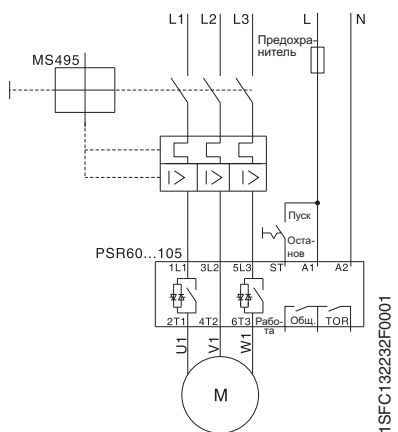 L1 L2 L3 L N
Предохра-
нитель
MS495
I> I> I>
Пуск
Оста-
нов
PSR60...105
1L1 3L2 5L3 ST A1 A2
2T1 4T2 6T3 Рабо-
та Общ. TOR
U1 V1 W1
M
1SFC132232F0001